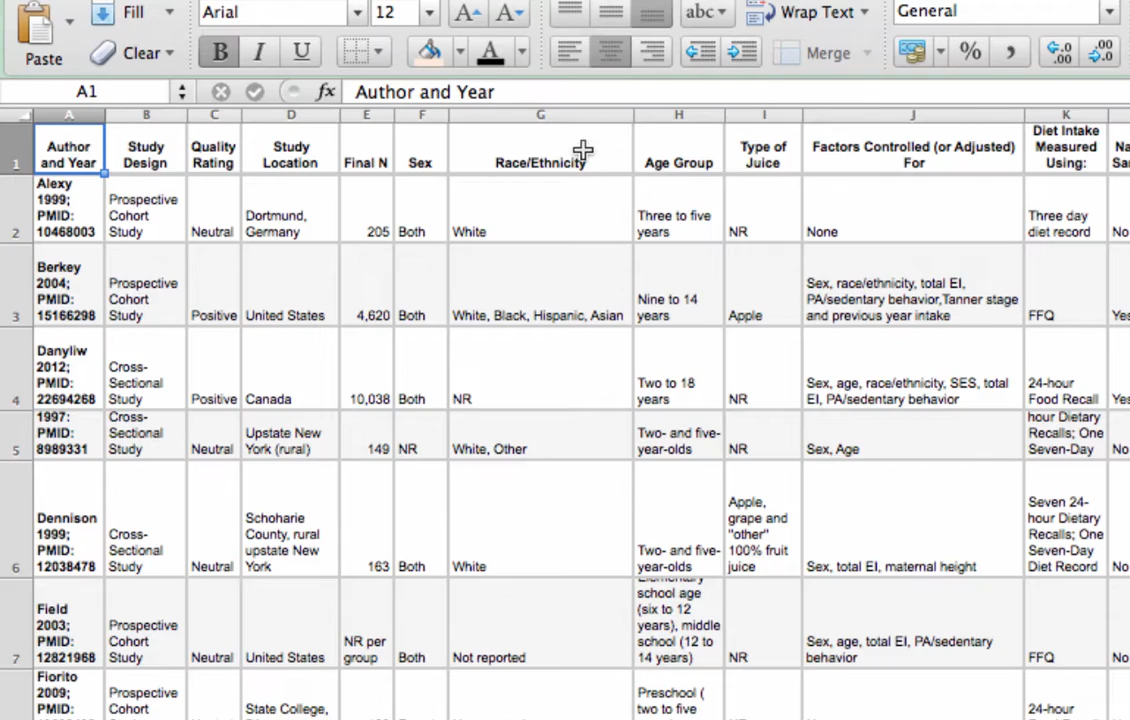 Fill
Arial
12
A
A
abc
Wrap Text
General
Paste
Clear
B I U
A
Merge
% ,
.0 .00
.00 .0
A1
fx
Author and Year
A B C D E F G H I J K
1
Author
and Year
Study
Design
Quality
Rating
Study
Location
Final N
Sex
Race/Ethnicity
Age Group
Type of
Juice
Factors Controlled (or Adjusted)
For
Diet Intake
Measured
Using:
2
Alexy
1999;
PMID:
10468003
Prospective
Cohort
Study
Neutral
Dortmund,
Germany
205
Both
White
Three to five
years
NR
None
Three day
diet record
No
3
Berkey
2004;
PMID:
15166298
Prospective
Cohort
Study
Positive
United States
4,620
Both
White, Black, Hispanic, Asian
Nine to 14
years
Apple
Sex, race/ethnicity, total EI,
PA/sedentary behavior,Tanner stage
and previous year intake
FFQ
4
Danyliw
2012;
PMID:
22694268
Cross-
Sectional
Study
Positive
Canada
10,038
Both
NR
Two to 18
years
NR
Sex, age, race/ethnicity, SES, total
EI, PA/sedentary behavior
24-hour
Food Recall
5
1997:
PMID:
8989331
Cross-
Sectional
Study
Neutral
Upstate New
York (rural)
149
NR
White, Other
Two- and five-
year-olds
NR
Sex, Age
hour Dietary
Recalls; One
Seven-Day
No
6
Dennison
1999;
PMID:
12038478
Cross-
Sectional
Study
Neutral
Schoharie
County, rural
upstate New
York
163
Both
White
Two- and five-
year-olds
Apple,
grape and
"other"
100% fruit
juice
Sex, total EI, maternal height
Seven 24-
hour Dietary
Recalls; One
Seven-Day
Diet Record
No
7
Field
2003;
PMID:
12821968
Prospective
Cohort
Study
Neutral
United States
NR per
group
Both
Not reported
Elementary
school age
(six to 12
years), middle
school (12 to
14 years)
NR
Sex, age, total EI, PA/sedentary
behavior
FFQ
No
Fiorito
2009;
PMID:
Prospective
Cohort
State College,
Preschool (
two to five
24-hour